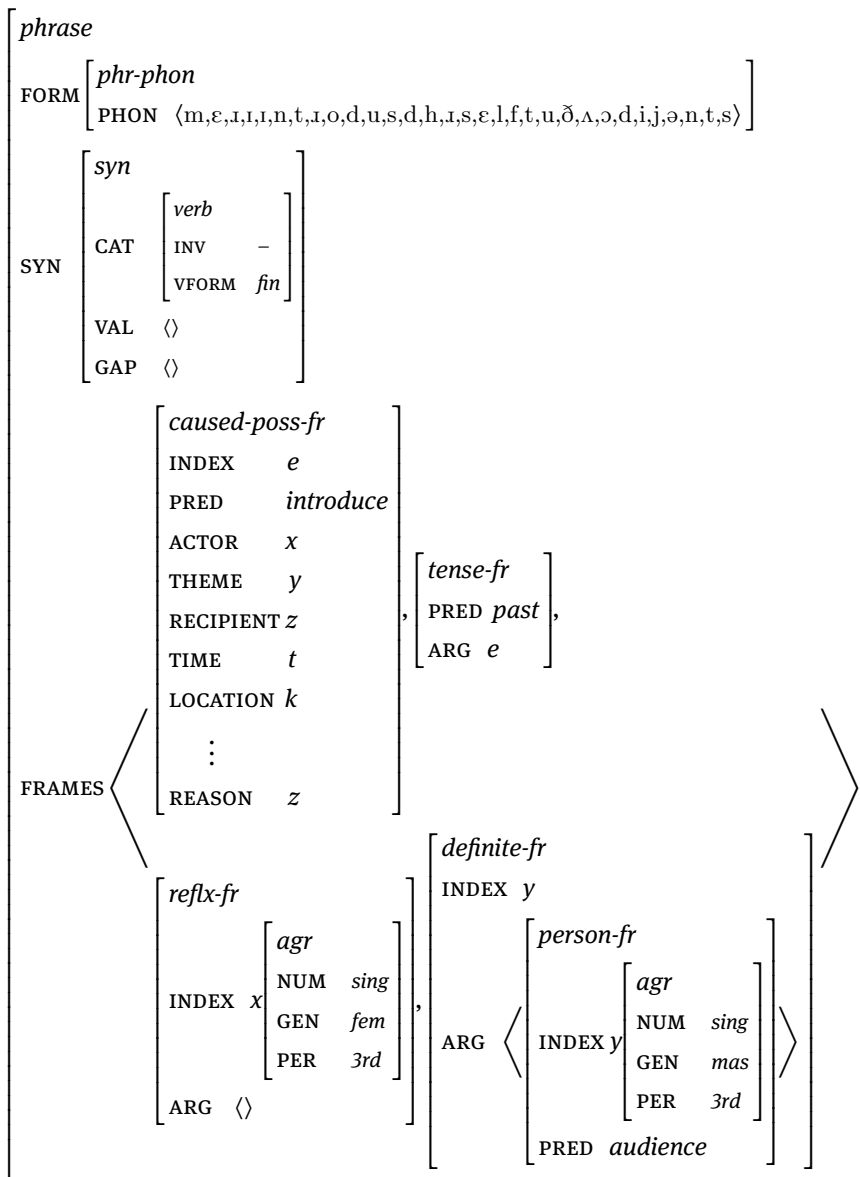 phrase
FORM [phr-phon
PHON ⟨m,ɛ,ɹ,ɪ,ɪ,n,t,ɹ,o,d,u,s,d,h,ɹ,s,ɛ,l,f,t,u,ð,ʌ,ɔ,d,i,j,ə,n,t,s⟩]
SYN [syn
CAT [verb
INV –
VFORM fin]
VAL ⟨⟩
GAP ⟨⟩]
FRAMES ⟨ [caused-poss-fr
INDEX e
PRED introduce
ACTOR x
THEME y
RECIPIENT z
TIME t
LOCATION k
⋮
REASON z],
[tense-fr
PRED past
ARG e],
[reflx-fr
INDEX x [agr
NUM sing
GEN fem
PER 3rd]
ARG ⟨⟩],
[definite-fr
INDEX y
ARG ⟨ [person-fr
INDEX y [agr
NUM sing
GEN mas
PER 3rd]
PRED audience] ⟩] ⟩